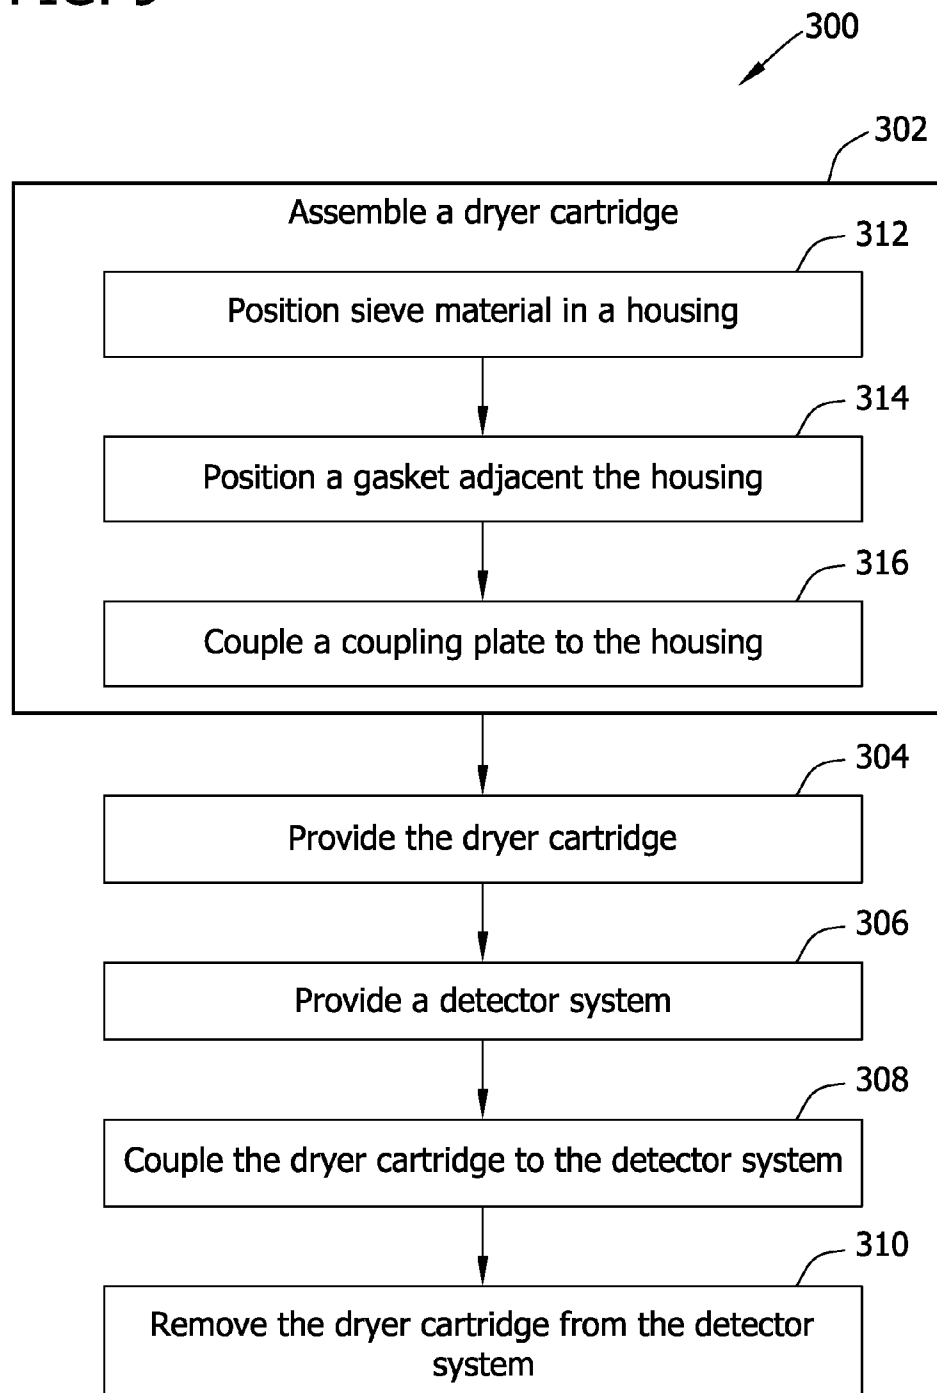 300
302
Assemble a dryer cartridge
312
Position sieve material in a housing
314
Position a gasket adjacent the housing
316
Couple a coupling plate to the housing
304
Provide the dryer cartridge
306
Provide a detector system
308
Couple the dryer cartridge to the detector system
310
Remove the dryer cartridge from the detector
system